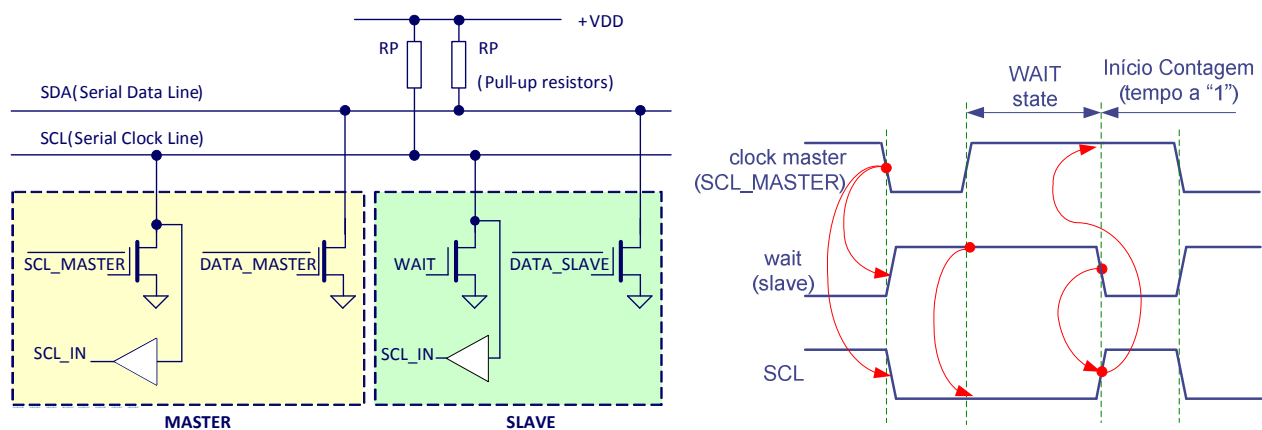 +VDD
RP
RP
(Pull-up resistors)
SDA(Serial Data Line)
SCL(Serial Clock Line)
SCL_MASTER
DATA_MASTER
WAIT
DATA_SLAVE
SCL_IN
SCL_IN
MASTER
SLAVE
WAIT
state
Início Contagem
(tempo a “1”)
clock master
(SCL_MASTER)
wait
(slave)
SCL